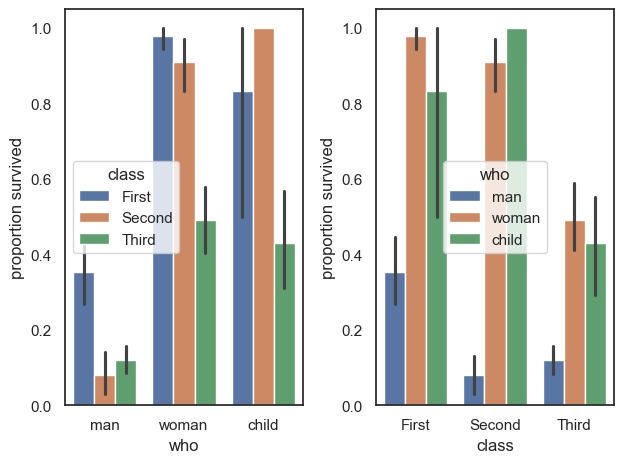 proportion survived
1.0
0.8
0.6
0.4
0.2
0.0
class
First
Second
Third
man woman child
who
proportion survived
1.0
0.8
0.6
0.4
0.2
0.0
who
man
woman
child
First Second Third
class